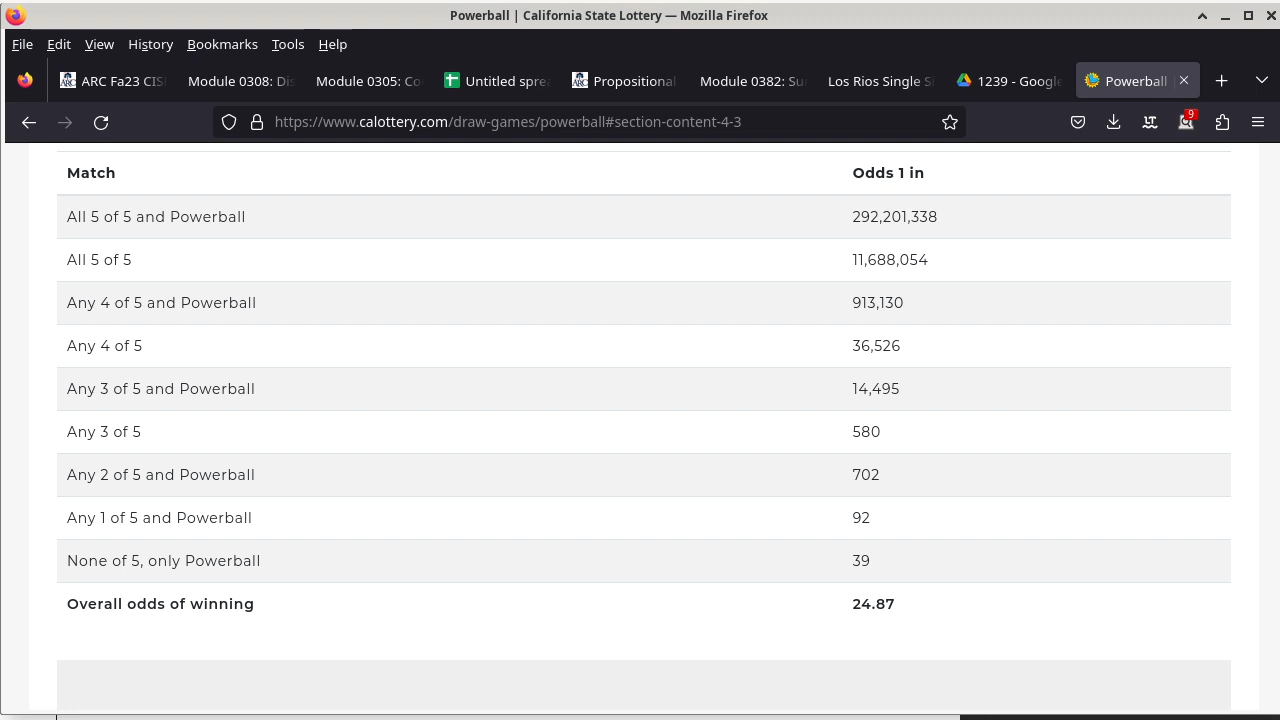 Powerball | California State Lottery — Mozilla Firefox
File Edit View History Bookmarks Tools Help
ARC Fa23 CIS Module 0308: Dis Module 0305: Co Untitled spre Propositional Module 0382: Su Los Rios Single S 1239 - Google Powerball
https://www.calottery.com/draw-games/powerball#section-content-4-3 9
Match Odds 1 in
All 5 of 5 and Powerball 292,201,338
All 5 of 5 11,688,054
Any 4 of 5 and Powerball 913,130
Any 4 of 5 36,526
Any 3 of 5 and Powerball 14,495
Any 3 of 5 580
Any 2 of 5 and Powerball 702
Any 1 of 5 and Powerball 92
None of 5, only Powerball 39
Overall odds of winning 24.87